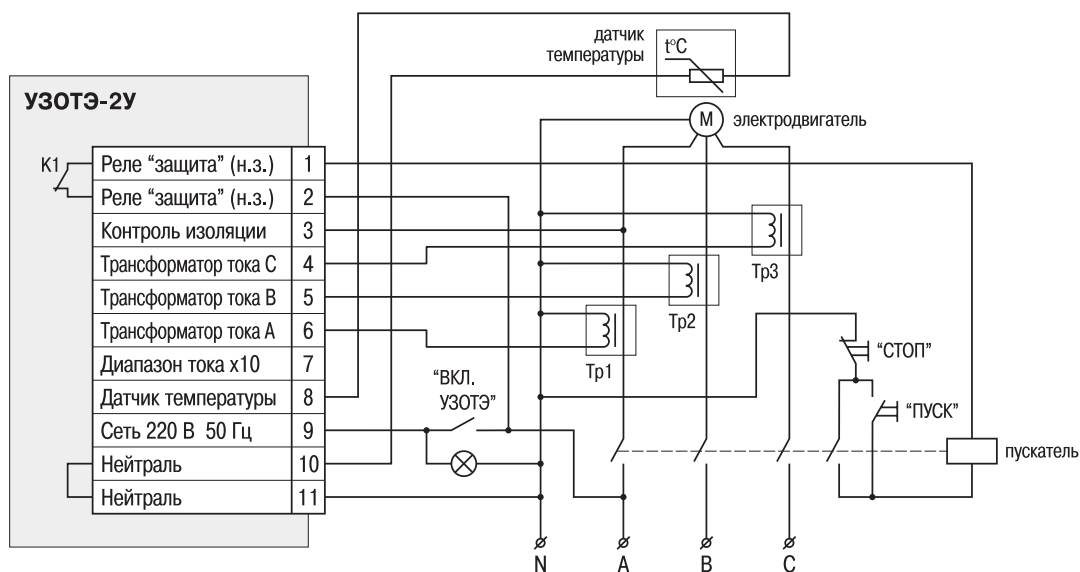 датчик
температуры
t°C
УЗОТЭ-2У
M
электродвигатель
K1
Реле “защита” (н.з.) 1
Реле “защита” (н.з.) 2
Контроль изоляции 3
Трансформатор тока С 4
Трансформатор тока В 5
Трансформатор тока А 6
Диапазон тока х10 7
Датчик температуры 8
Сеть 220 В 50 Гц 9
Нейтраль 10
Нейтраль 11
Тр3
Тр2
Тр1
“ВКЛ.
УЗОТЭ”
“СТОП”
“ПУСК”
пускатель
N A B C